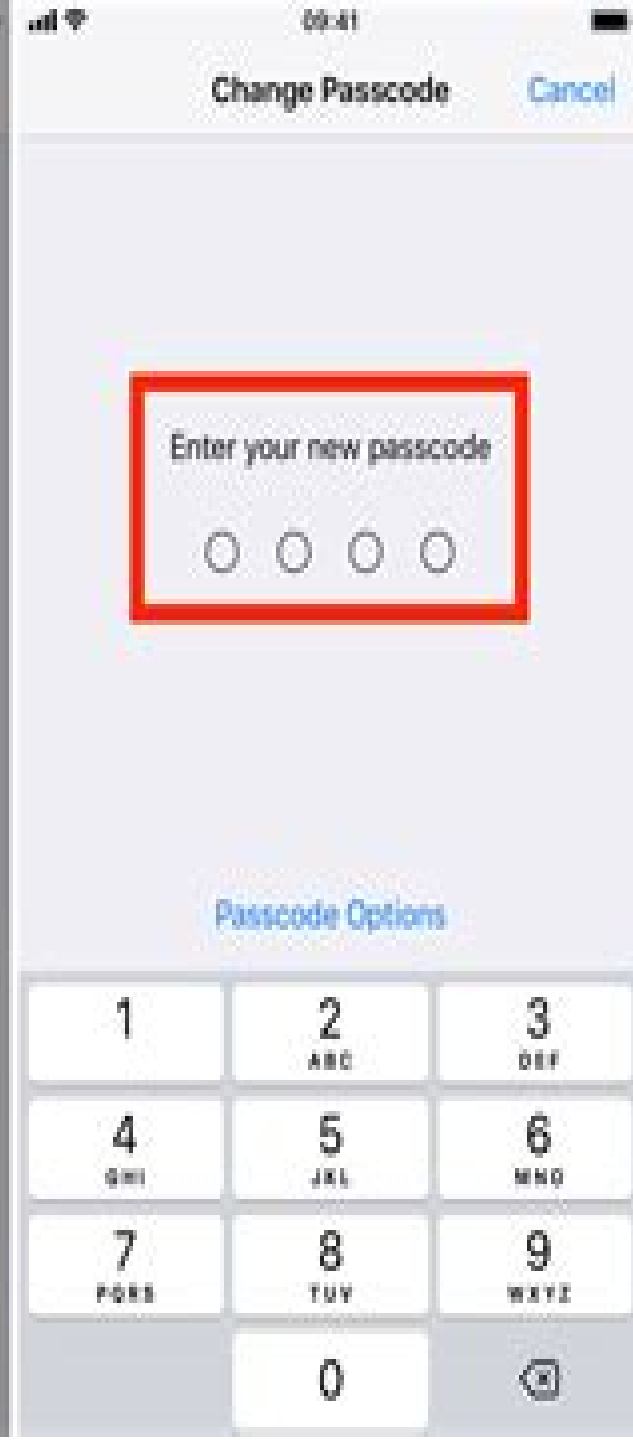 09:41
Change Passcode Cancel
Enter your new passcode
Passcode Options
1 2 3
ABC DEF
4 5 6
GHI JKL MNO
7 8 9
PQRS TUV WXYZ
0